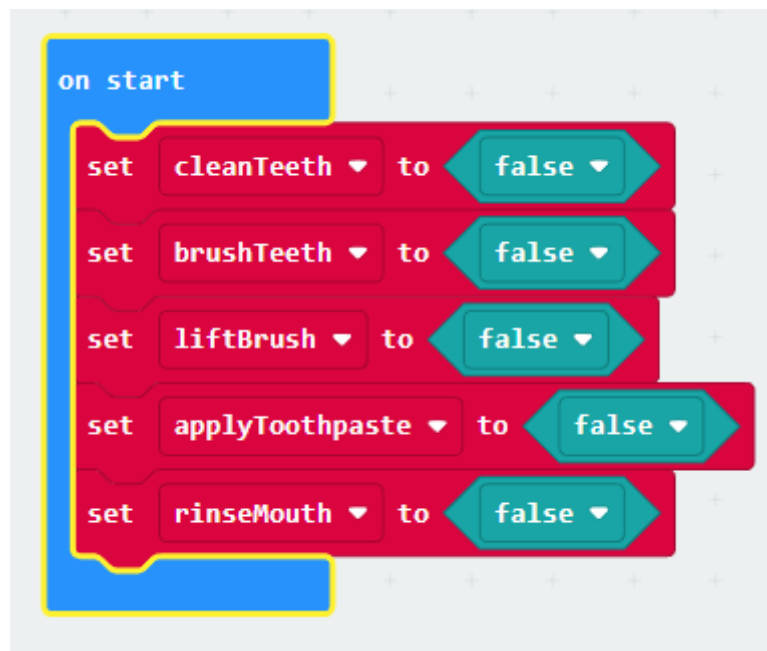 on start
set cleanTeeth to false
set brushTeeth to false
set liftBrush to false
set applyToothpaste to false
set rinseMouth to false